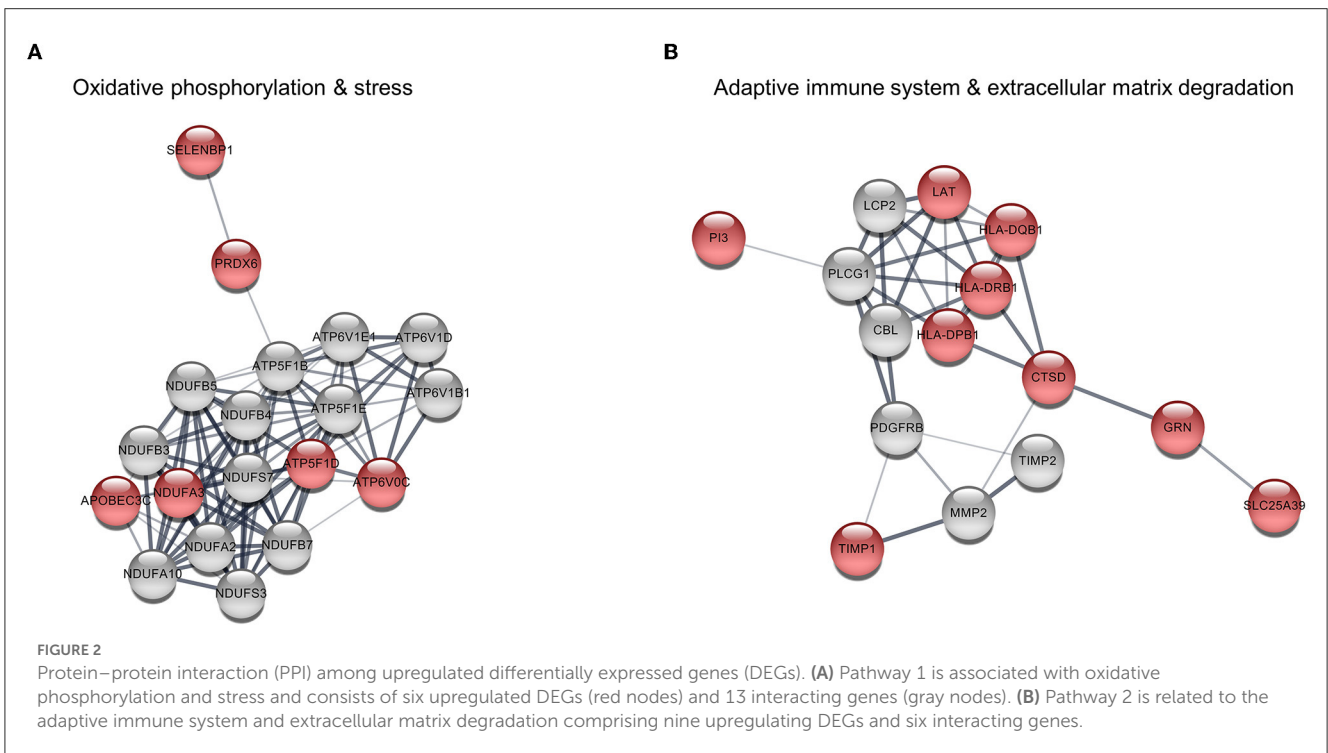 A
Oxidative phosphorylation & stress
SELENBP1
PRDX6
ATP6V1E1
ATP6V1D
ATP5F1B
NDUFB5
ATP6V1B1
NDUFB4
ATP5F1E
NDUFB3
ATP5F1D
NDUFS7
ATP6V0C
APOBEC3C
NDUFA3
NDUFA2
NDUFB7
NDUFA10
NDUFS3
B
Adaptive immune system & extracellular matrix degradation
LAT
LCP2
HLA-DQB1
PI3
PLCG1
HLA-DRB1
CBL
HLA-DPB1
CTSD
PDGFRB
GRN
TIMP2
MMP2
SLC25A39
TIMP1
FIGURE 2
Protein–protein interaction (PPI) among upregulated differentially expressed genes (DEGs). (A) Pathway 1 is associated with oxidative
phosphorylation and stress and consists of six upregulated DEGs (red nodes) and 13 interacting genes (gray nodes). (B) Pathway 2 is related to the
adaptive immune system and extracellular matrix degradation comprising nine upregulating DEGs and six interacting genes.